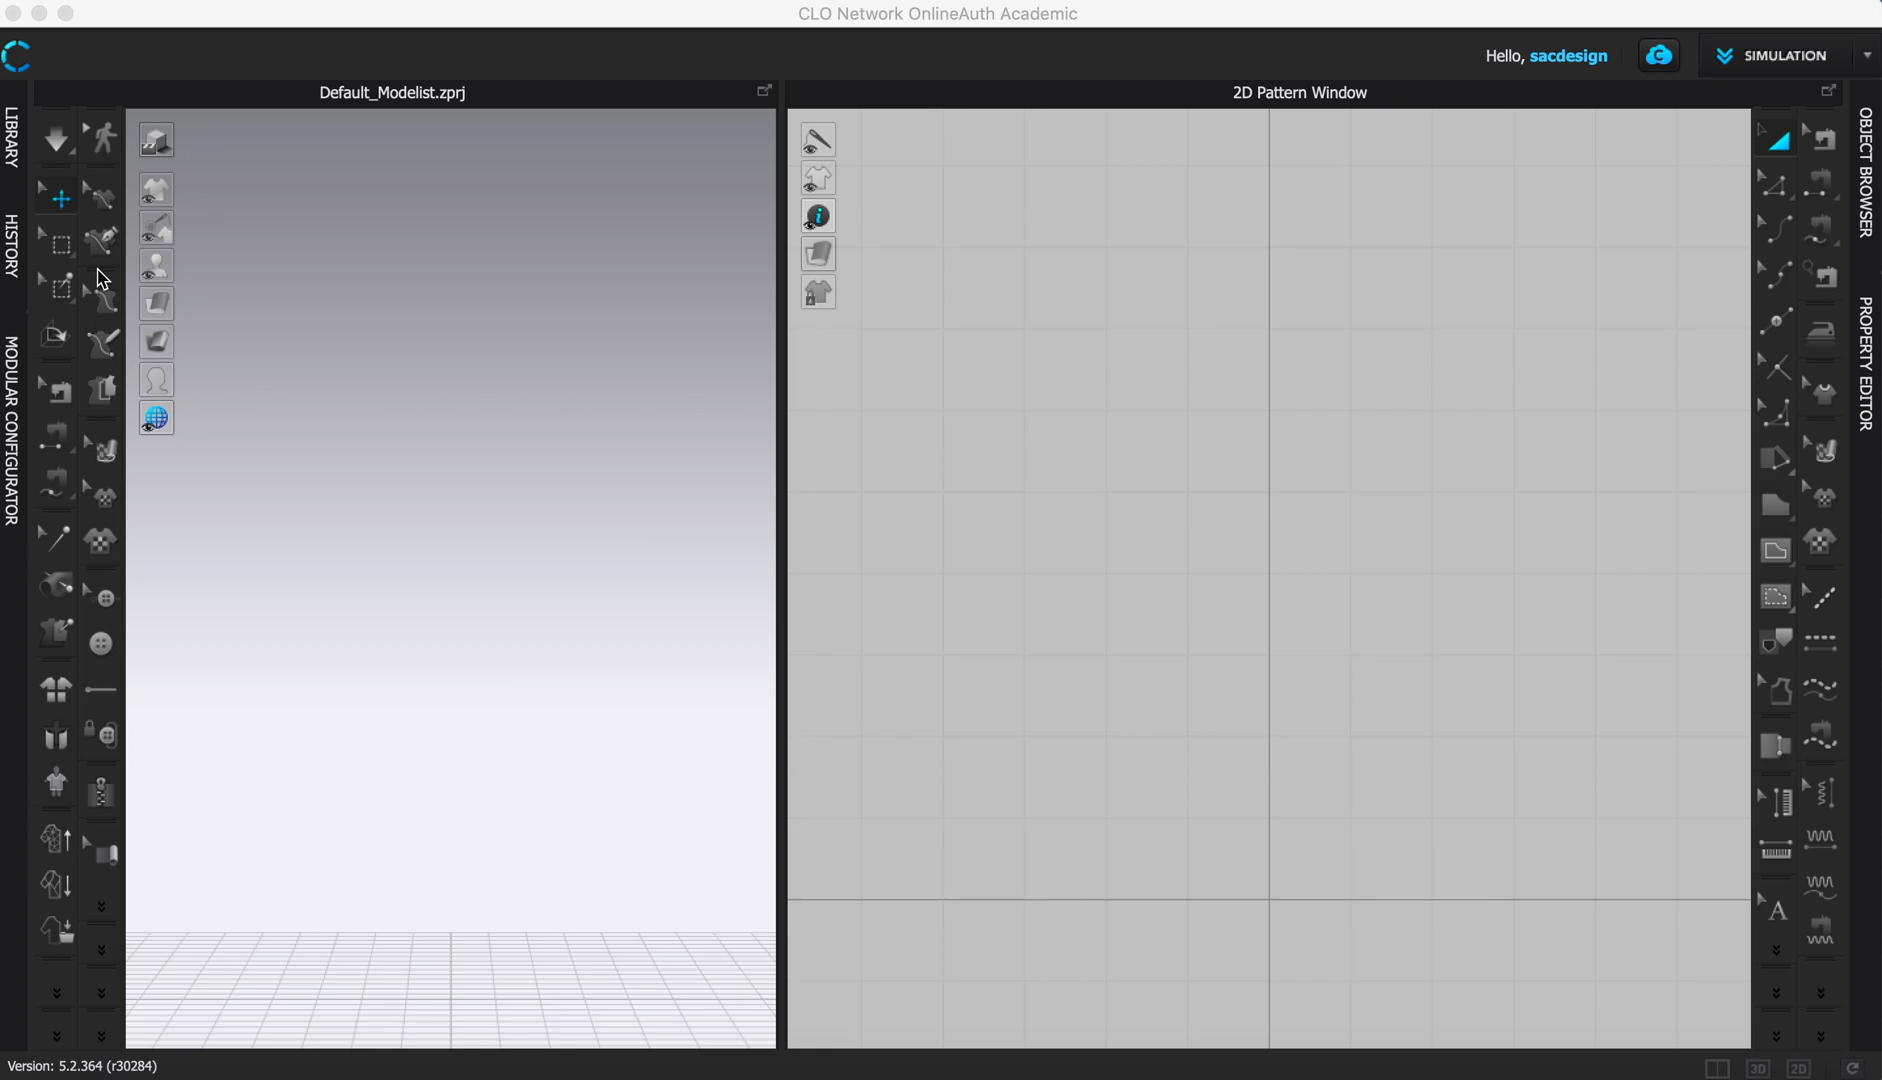 CLO Network OnlineAuth Academic
Hello, sacdesign
SIMULATION
Default_Modelist.zprj
2D Pattern Window
LIBRARY
HISTORY
MODULAR CONFIGURATOR
OBJECT BROWSER
PROPERTY EDITOR
A
Version: 5.2.364 (r30284)
3D
2D